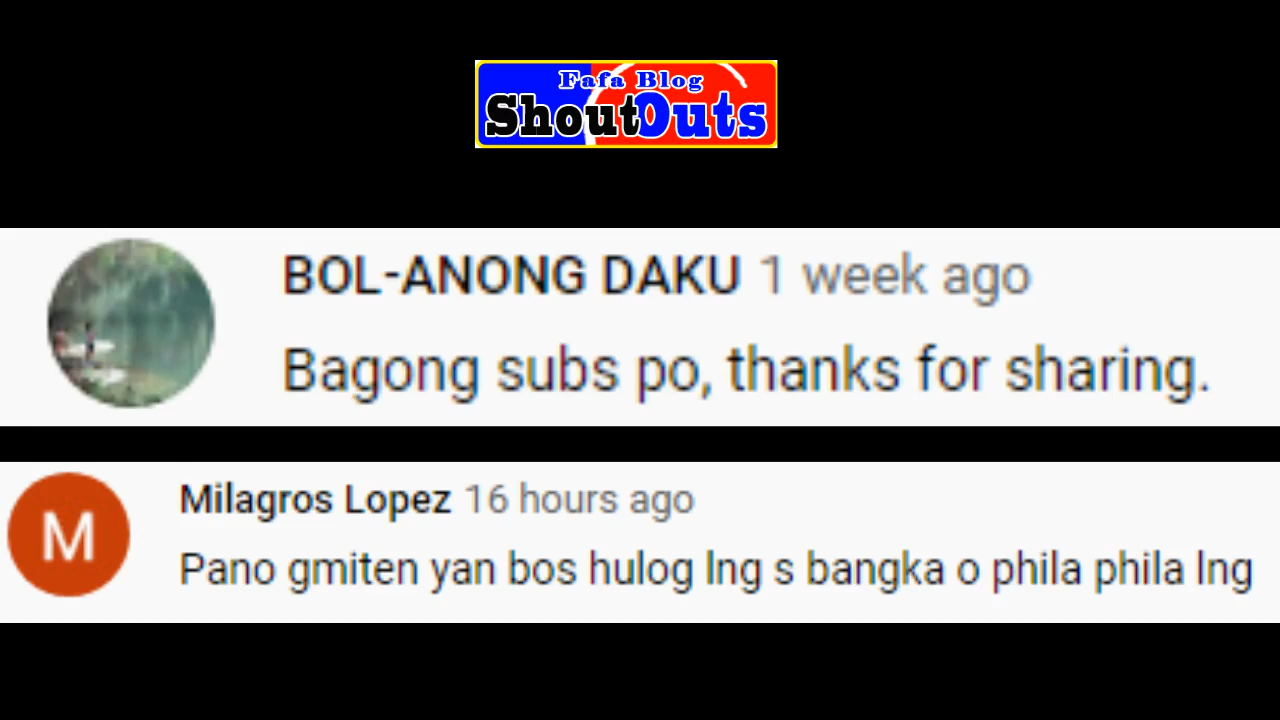 Fafa Blog
ShoutOuts
BOL-ANONG DAKU 1 week ago
Bagong subs po, thanks for sharing.
M
Milagros Lopez 16 hours ago
Pano gmiten yan bos hulog lng s bangka o phila phila lng